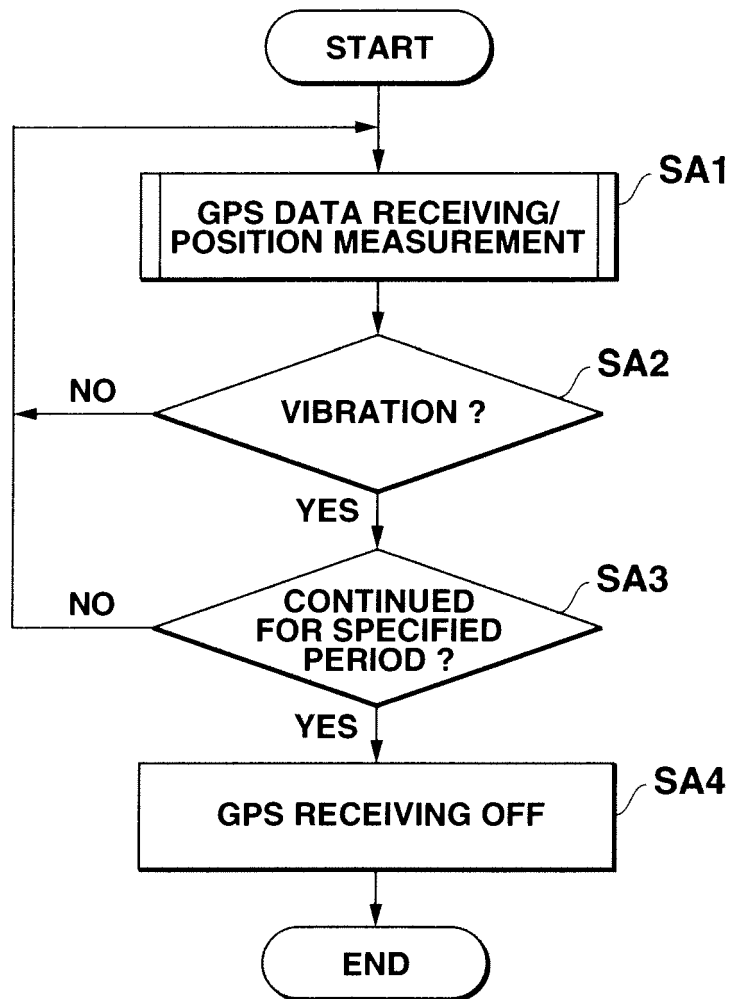 START
SA1
GPS DATA RECEIVING/
POSITION MEASUREMENT
SA2
NO
VIBRATION ?
YES
SA3
NO
CONTINUED
FOR SPECIFIED
PERIOD ?
YES
SA4
GPS RECEIVING OFF
END